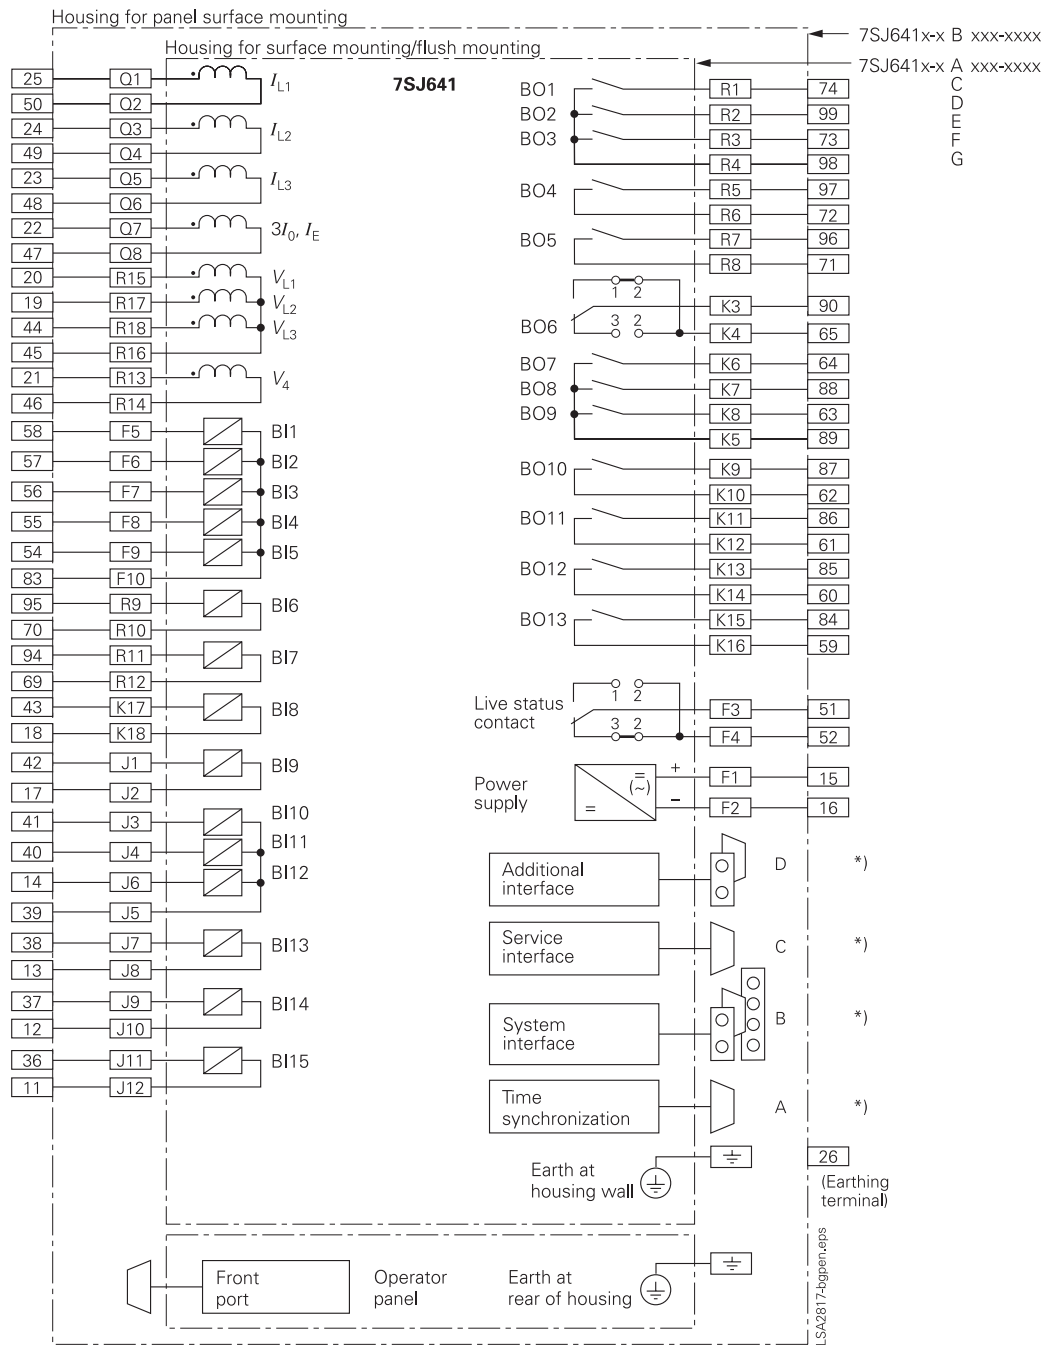 Housing for panel surface mounting
Housing for surface mounting/flush mounting
7SJ641x-x B xxx-xxxx
7SJ641x-x A xxx-xxxx
C
D
E
F
G
7SJ641
25 Q1 IL1
50 Q2
24 Q3 IL2
49 Q4
23 Q5 IL3
48 Q6
22 Q7 3I0, IE
47 Q8
20 R15 VL1
19 R17 VL2
44 R18 VL3
45 R16
21 R13 V4
46 R14
58 F5 BI1
57 F6 BI2
56 F7 BI3
55 F8 BI4
54 F9 BI5
83 F10
95 R9 BI6
70 R10
94 R11 BI7
69 R12
43 K17 BI8
18 K18
42 J1 BI9
17 J2
41 J3 BI10
40 J4 BI11
14 J6 BI12
39 J5
38 J7 BI13
13 J8
37 J9 BI14
12 J10
36 J11 BI15
11 J12
BO1 R1 74
BO2 R2 99
BO3 R3 73
R4 98
BO4 R5 97
R6 72
BO5 R7 96
R8 71
1 2
BO6 K3 90
3 2 K4 65
BO7 K6 64
BO8 K7 88
BO9 K8 63
K5 89
BO10 K9 87
K10 62
BO11 K11 86
K12 61
BO12 K13 85
K14 60
BO13 K15 84
K16 59
1 2
Live status F3 51
contact 3 2 F4 52
Power = (~) + F1 15
supply = − F2 16
Additional D *)
interface
Service C *)
interface
System B *)
interface
Time A *)
synchronization
Earth at 26
housing wall (Earthing
terminal)
Front
port
Operator
panel
Earth at
rear of housing
LSA2817-bgpen.eps